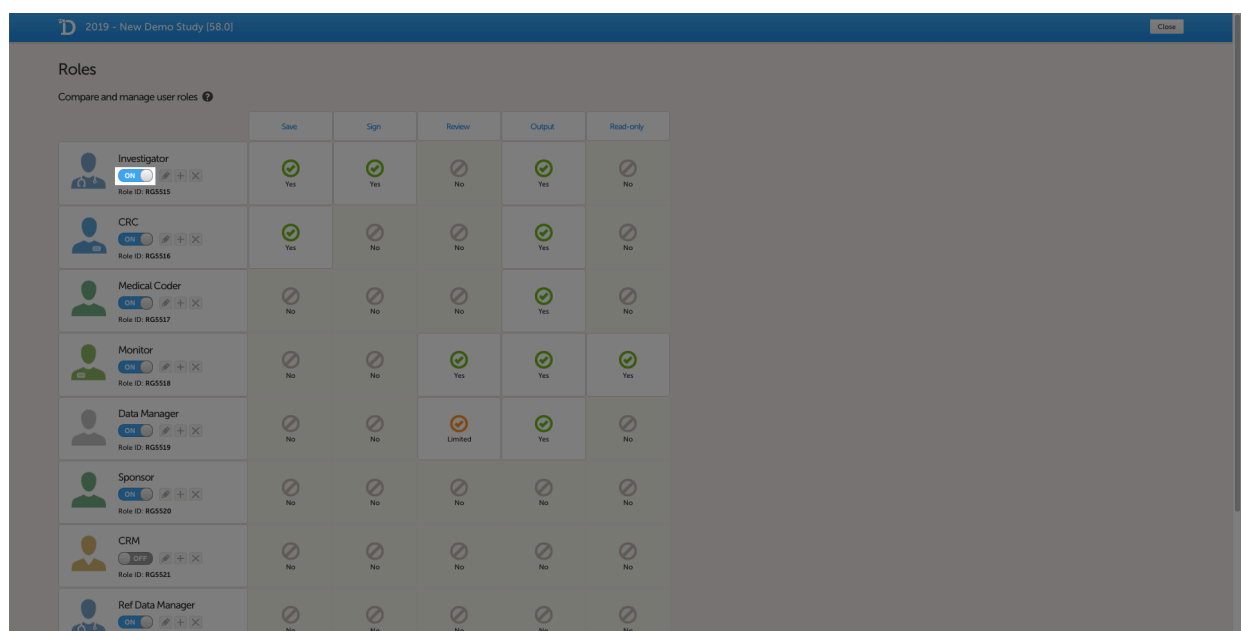 2019 - New Demo Study [58.0]
Close
Roles
Compare and manage user roles ?
Save Sign Review Output Read-only
Investigator
ON
Role ID: RG5515
Yes Yes No Yes No
CRC
ON
Role ID: RG5516
Yes No No Yes No
Medical Coder
ON
Role ID: RG5517
No No No Yes No
Monitor
ON
Role ID: RG5518
No No Yes Yes Yes
Data Manager
ON
Role ID: RG5519
No No Limited Yes No
Sponsor
ON
Role ID: RG5520
No No No No No
CRM
OFF
Role ID: RG5521
No No No No No
Ref Data Manager
ON
No No No No No